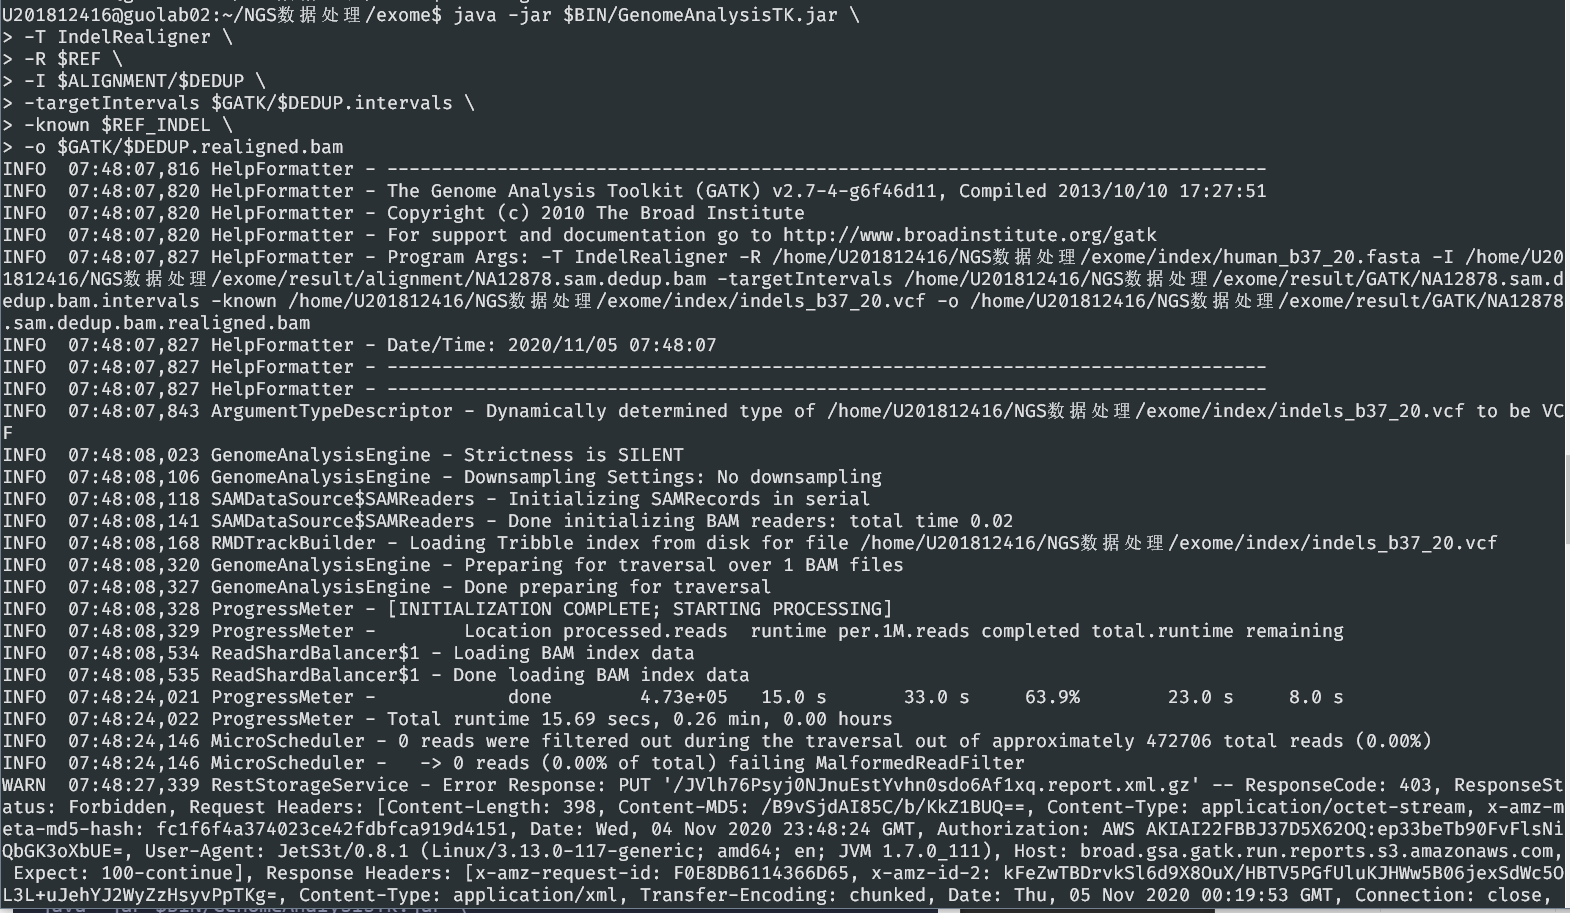 U201812416@guolab02:~/NGS数据处理/exome$ java -jar $BIN/GenomeAnalysisTK.jar \
> -T IndelRealigner \
> -R $REF \
> -I $ALIGNMENT/$DEDUP \
> -targetIntervals $GATK/$DEDUP.intervals \
> -known $REF_INDEL \
> -o $GATK/$DEDUP.realigned.bam
INFO  07:48:07,816 HelpFormatter - --------------------------------------------------------------------------------
INFO  07:48:07,820 HelpFormatter - The Genome Analysis Toolkit (GATK) v2.7-4-g6f46d11, Compiled 2013/10/10 17:27:51
INFO  07:48:07,820 HelpFormatter - Copyright (c) 2010 The Broad Institute
INFO  07:48:07,820 HelpFormatter - For support and documentation go to http://www.broadinstitute.org/gatk
INFO  07:48:07,827 HelpFormatter - Program Args: -T IndelRealigner -R /home/U201812416/NGS数据处理/exome/index/human_b37_20.fasta -I /home/U20
1812416/NGS数据处理/exome/result/alignment/NA12878.sam.dedup.bam -targetIntervals /home/U201812416/NGS数据处理/exome/result/GATK/NA12878.sam.d
edup.bam.intervals -known /home/U201812416/NGS数据处理/exome/index/indels_b37_20.vcf -o /home/U201812416/NGS数据处理/exome/result/GATK/NA12878
.sam.dedup.bam.realigned.bam
INFO  07:48:07,827 HelpFormatter - Date/Time: 2020/11/05 07:48:07
INFO  07:48:07,827 HelpFormatter - --------------------------------------------------------------------------------
INFO  07:48:07,827 HelpFormatter - --------------------------------------------------------------------------------
INFO  07:48:07,843 ArgumentTypeDescriptor - Dynamically determined type of /home/U201812416/NGS数据处理/exome/index/indels_b37_20.vcf to be VC
F
INFO  07:48:08,023 GenomeAnalysisEngine - Strictness is SILENT
INFO  07:48:08,106 GenomeAnalysisEngine - Downsampling Settings: No downsampling
INFO  07:48:08,118 SAMDataSource$SAMReaders - Initializing SAMRecords in serial
INFO  07:48:08,141 SAMDataSource$SAMReaders - Done initializing BAM readers: total time 0.02
INFO  07:48:08,168 RMDTrackBuilder - Loading Tribble index from disk for file /home/U201812416/NGS数据处理/exome/index/indels_b37_20.vcf
INFO  07:48:08,320 GenomeAnalysisEngine - Preparing for traversal over 1 BAM files
INFO  07:48:08,327 GenomeAnalysisEngine - Done preparing for traversal
INFO  07:48:08,328 ProgressMeter - [INITIALIZATION COMPLETE; STARTING PROCESSING]
INFO  07:48:08,329 ProgressMeter -        Location processed.reads  runtime per.1M.reads completed total.runtime remaining
INFO  07:48:08,534 ReadShardBalancer$1 - Loading BAM index data
INFO  07:48:08,535 ReadShardBalancer$1 - Done loading BAM index data
INFO  07:48:24,021 ProgressMeter -            done        4.73e+05   15.0 s       33.0 s     63.9%        23.0 s     8.0 s
INFO  07:48:24,022 ProgressMeter - Total runtime 15.69 secs, 0.26 min, 0.00 hours
INFO  07:48:24,146 MicroScheduler - 0 reads were filtered out during the traversal out of approximately 472706 total reads (0.00%)
INFO  07:48:24,146 MicroScheduler -   -> 0 reads (0.00% of total) failing MalformedReadFilter
WARN  07:48:27,339 RestStorageService - Error Response: PUT '/JVlh76Psyj0NJnuEstYvhn0sdo6Af1xq.report.xml.gz' -- ResponseCode: 403, ResponseSt
atus: Forbidden, Request Headers: [Content-Length: 398, Content-MD5: /B9vSjdAI85C/b/KkZ1BUQ==, Content-Type: application/octet-stream, x-amz-m
eta-md5-hash: fc1f6f4a374023ce42fdbfca919d4151, Date: Wed, 04 Nov 2020 23:48:24 GMT, Authorization: AWS AKIAI22FBBJ37D5X62OQ:ep33beTb90FvFlsNi
QbGK3oXbUE=, User-Agent: JetS3t/0.8.1 (Linux/3.13.0-117-generic; amd64; en; JVM 1.7.0_111), Host: broad.gsa.gatk.run.reports.s3.amazonaws.com,
 Expect: 100-continue], Response Headers: [x-amz-request-id: F0E8DB6114366D65, x-amz-id-2: kFeZwTBDrvkSl6d9X8OuX/HBTV5PGfUluKJHWw5B06jexSdWc5O
L3L+uJehYJ2WyZzHsyvPpTKg=, Content-Type: application/xml, Transfer-Encoding: chunked, Date: Thu, 05 Nov 2020 00:19:53 GMT, Connection: close,